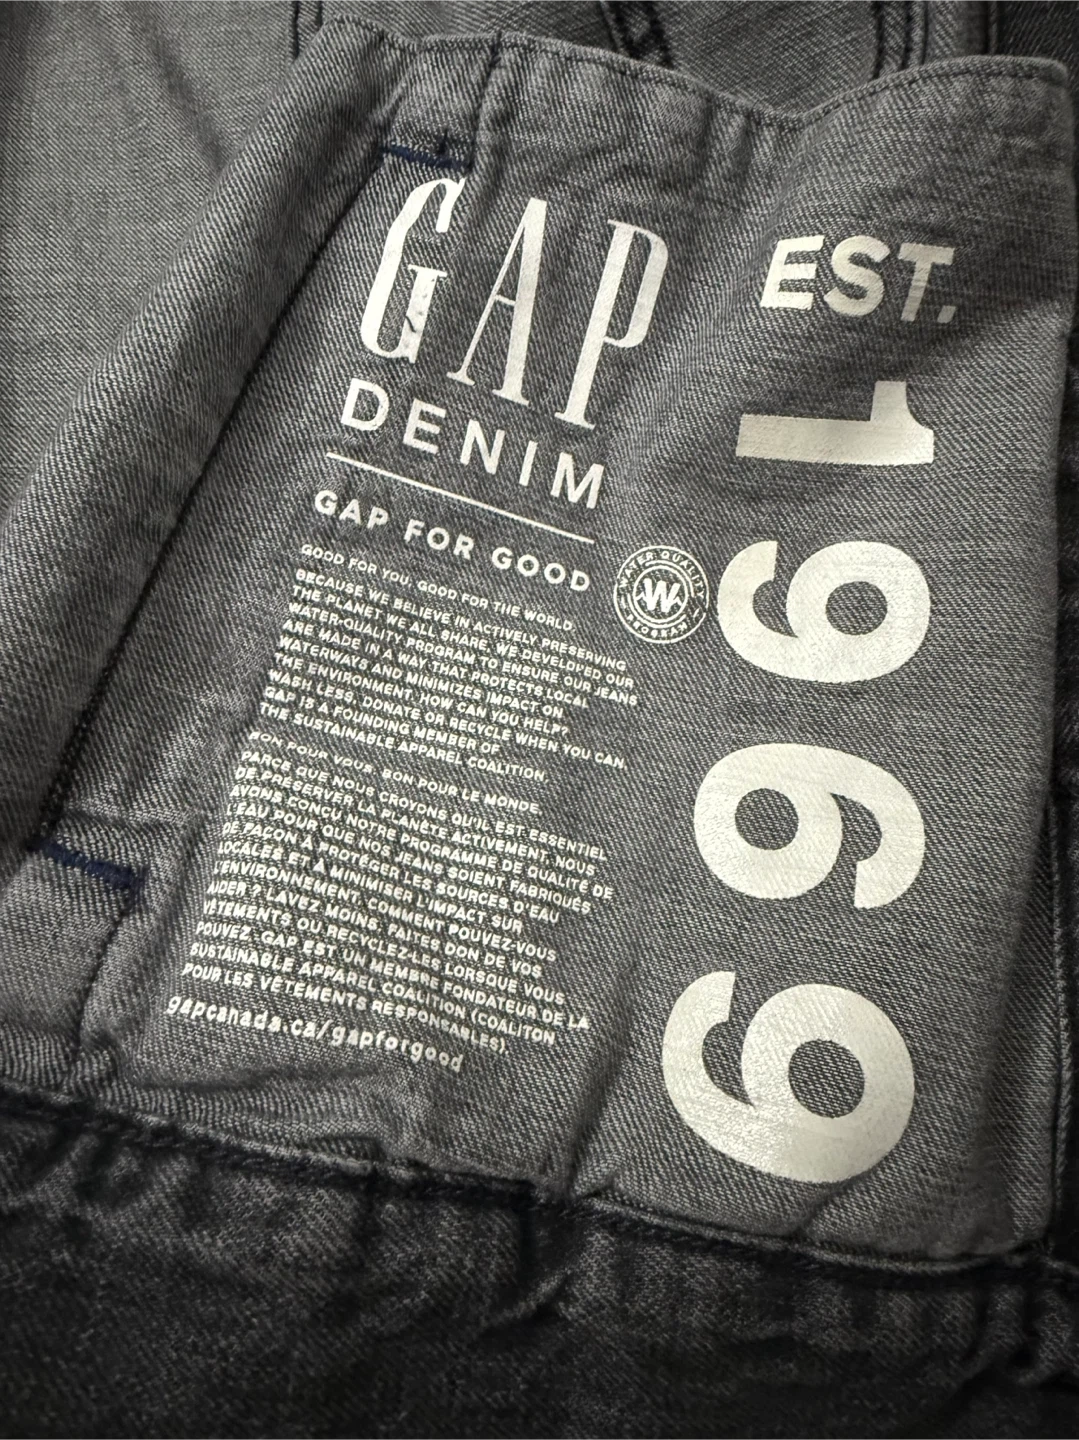 GAP
DENIM
GAP FOR GOOD
GOOD FOR YOU, GOOD FOR THE WORLD.
BECAUSE WE BELIEVE IN ACTIVELY PRESERVING
THE PLANET WE ALL SHARE, WE DEVELOPED OUR
WATER-QUALITY PROGRAM TO ENSURE OUR JEANS
ARE MADE IN A WAY THAT PROTECTS LOCAL
WATERWAYS AND MINIMIZES IMPACT ON
THE ENVIRONMENT. HOW CAN YOU HELP?
WASH LESS, DONATE OR RECYCLE WHEN YOU CAN.
GAP IS A FOUNDING MEMBER OF
THE SUSTAINABLE APPAREL COALITION.
BON POUR VOUS. BON POUR LE MONDE.
PARCE QUE NOUS CROYONS QU'IL EST ESSENTIEL
DE PRÉSERVER LA PLANÈTE ACTIVEMENT, NOUS
AVONS CONÇU NOTRE PROGRAMME DE QUALITÉ DE
L'EAU POUR QUE NOS JEANS SOIENT FABRIQUÉS
DE FAÇON À PROTÉGER LES SOURCES D'EAU
LOCALES ET À MINIMISER L'IMPACT SUR
L'ENVIRONNEMENT. COMMENT POUVEZ-VOUS
AIDER ? LAVEZ MOINS, FAITES DON DE VOS
VÊTEMENTS OU RECYCLEZ-LES LORSQUE VOUS
POUVEZ. GAP EST UN MEMBRE FONDATEUR DE LA
SUSTAINABLE APPAREL COALITION (COALITON
POUR LES VÊTEMENTS RESPONSABLES).
gapcanada.ca/gapforgood
WATER QUALITY
W
PROGRAM
EST.
1969